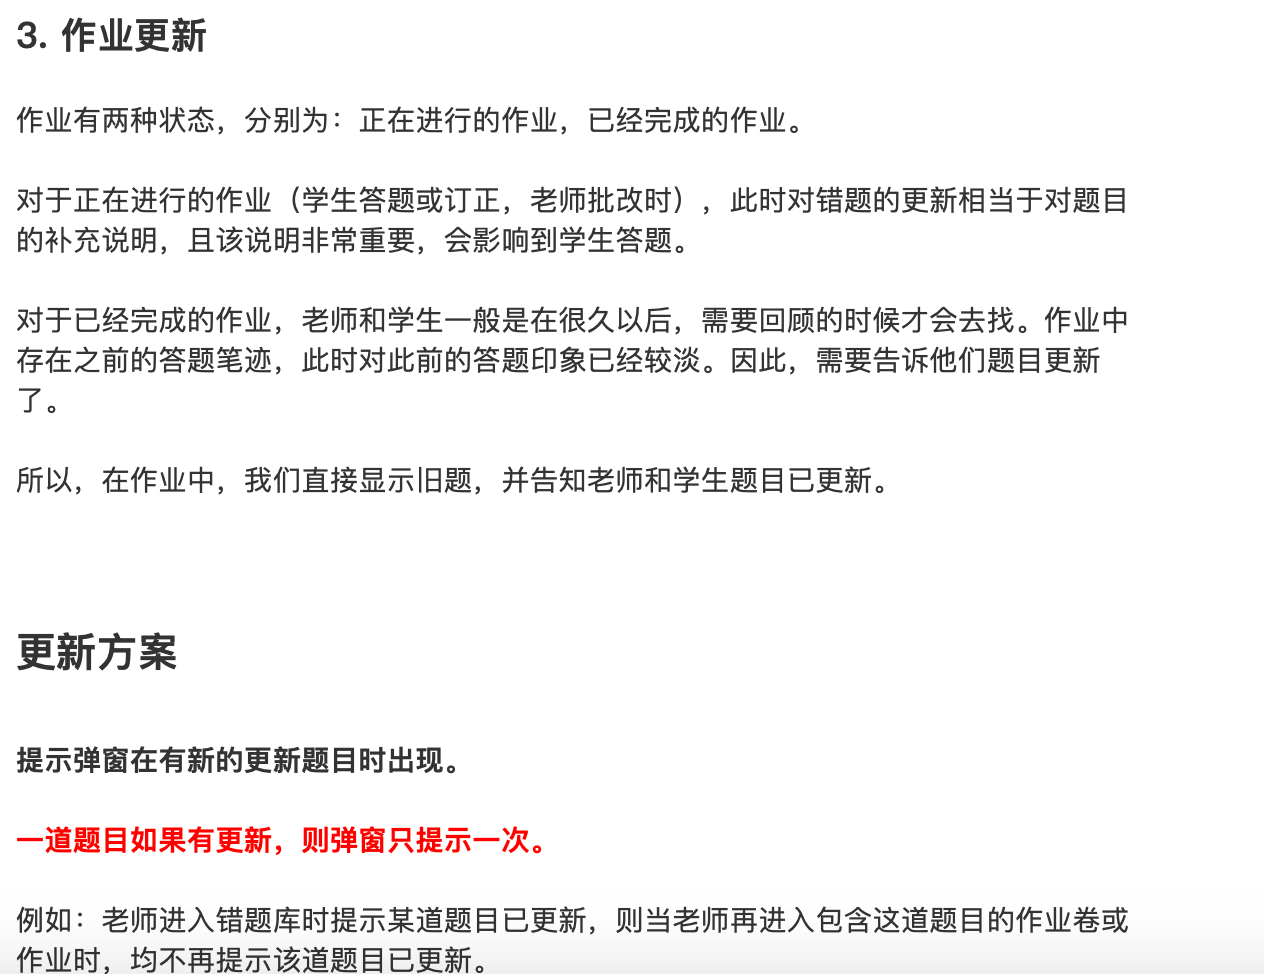 3. 作业更新
作业有两种状态，分别为：正在进行的作业，已经完成的作业。
对于正在进行的作业（学生答题或订正，老师批改时），此时对错题的更新相当于对题目
的补充说明，且该说明非常重要，会影响到学生答题。
对于已经完成的作业，老师和学生一般是在很久以后，需要回顾的时候才会去找。作业中
存在之前的答题笔迹，此时对此前的答题印象已经较淡。因此，需要告诉他们题目更新
了。
所以，在作业中，我们直接显示旧题，并告知老师和学生题目已更新。
更新方案
提示弹窗在有新的更新题目时出现。
一道题目如果有更新，则弹窗只提示一次。
例如：老师进入错题库时提示某道题目已更新，则当老师再进入包含这道题目的作业卷或
作业时，均不再提示该道题目已更新。